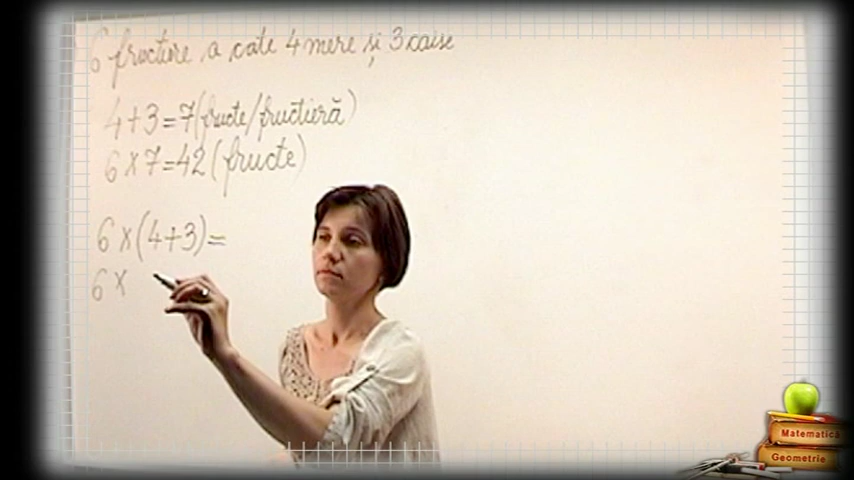 6 fructiere a cate 4 mere și 3 caise
4+3=7(fructe/fructieră)
6×7=42(fructe)
6×(4+3)=
6×
Matematică
Geometrie